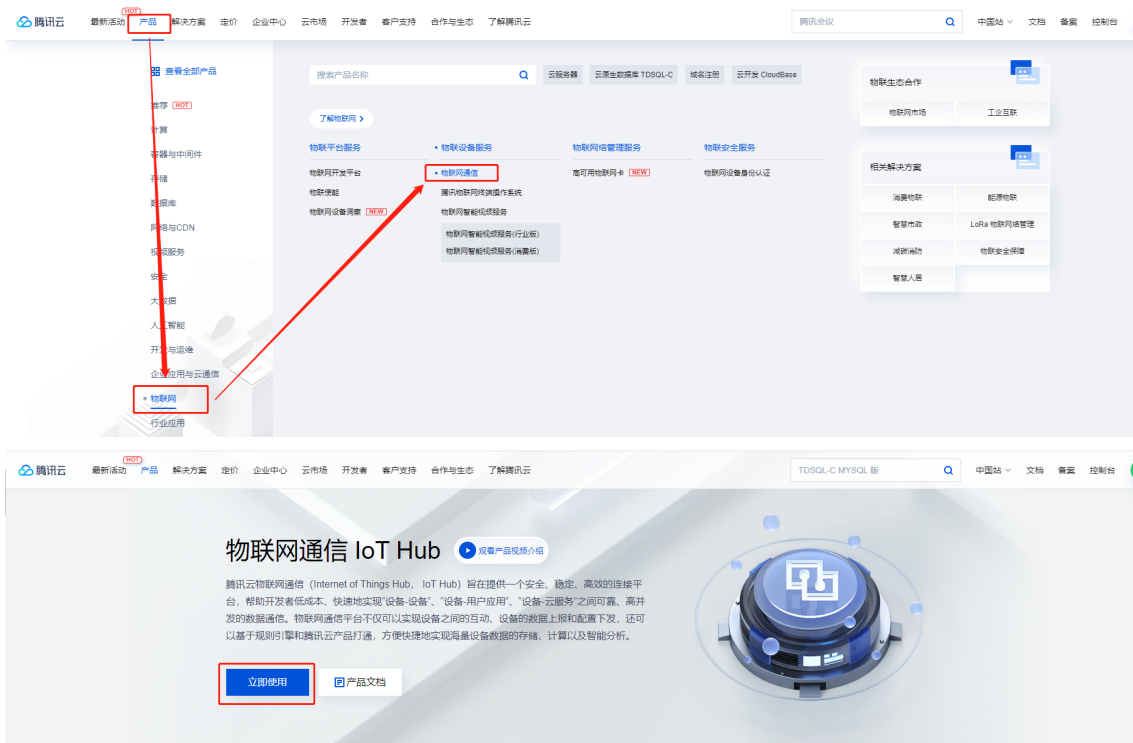 腾讯云
最新活动
HOT
产品
解决方案
定价
企业中心
云市场
开发者
客户支持
合作与生态
了解腾讯云
腾讯会议
中国站
文档
备案
控制台
查看全部产品
推荐 HOT
计算
容器与中间件
存储
数据库
网络与CDN
视频服务
安全
大数据
人工智能
开发与运维
企业应用与云通信
物联网
行业应用
搜索产品名称
云服务器
云原生数据库 TDSQL-C
域名注册
云开发 CloudBase
了解物联网
物联平台服务
物联网开发平台
物联使能
物联网设备洞察 NEW
物联设备服务
物联网通信
腾讯物联网终端操作系统
物联网智能视频服务
物联网智能视频服务(行业版)
物联网智能视频服务(消费版)
物联网络管理服务
高可用物联网卡 NEW
物联安全服务
物联网设备身份认证
物联生态合作
物联网市场
工企互联
相关解决方案
消费物联
能源物联
智慧市政
LoRa 物联网络管理
减碳消防
物联安全保障
智慧人居
腾讯云
最新活动
HOT
产品
解决方案
定价
企业中心
云市场
开发者
客户支持
合作与生态
了解腾讯云
TDSQL-C MYSQL 版
中国站
文档
备案
控制台
物联网通信 IoT Hub
观看产品视频介绍
腾讯云物联网通信（Internet of Things Hub， IoT Hub）旨在提供一个安全、稳定、高效的连接平
台，帮助开发者低成本、快速地实现“设备-设备”、“设备-用户应用”、“设备-云服务”之间可靠、高并
发的数据通信。物联网通信平台不仅可以实现设备之间的互动、设备的数据上报和配置下发，还可
以基于规则引擎和腾讯云产品打通，方便快捷地实现海量设备数据的存储、计算以及智能分析。
立即使用
产品文档